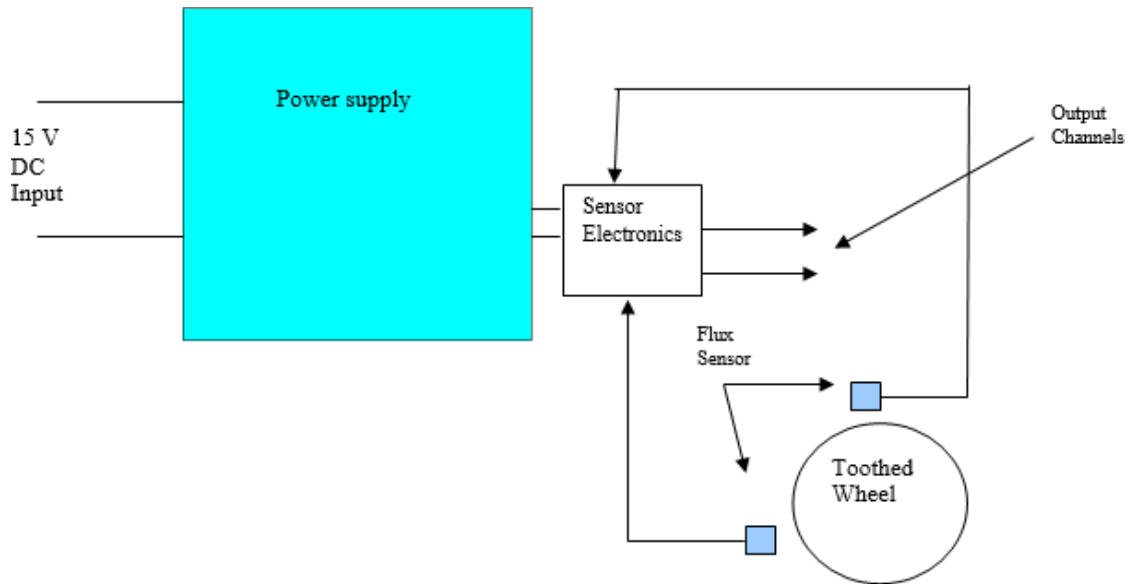 Power supply
15 V
DC
Input
Output
Channels
Sensor
Electronics
Flux
Sensor
Toothed
Wheel